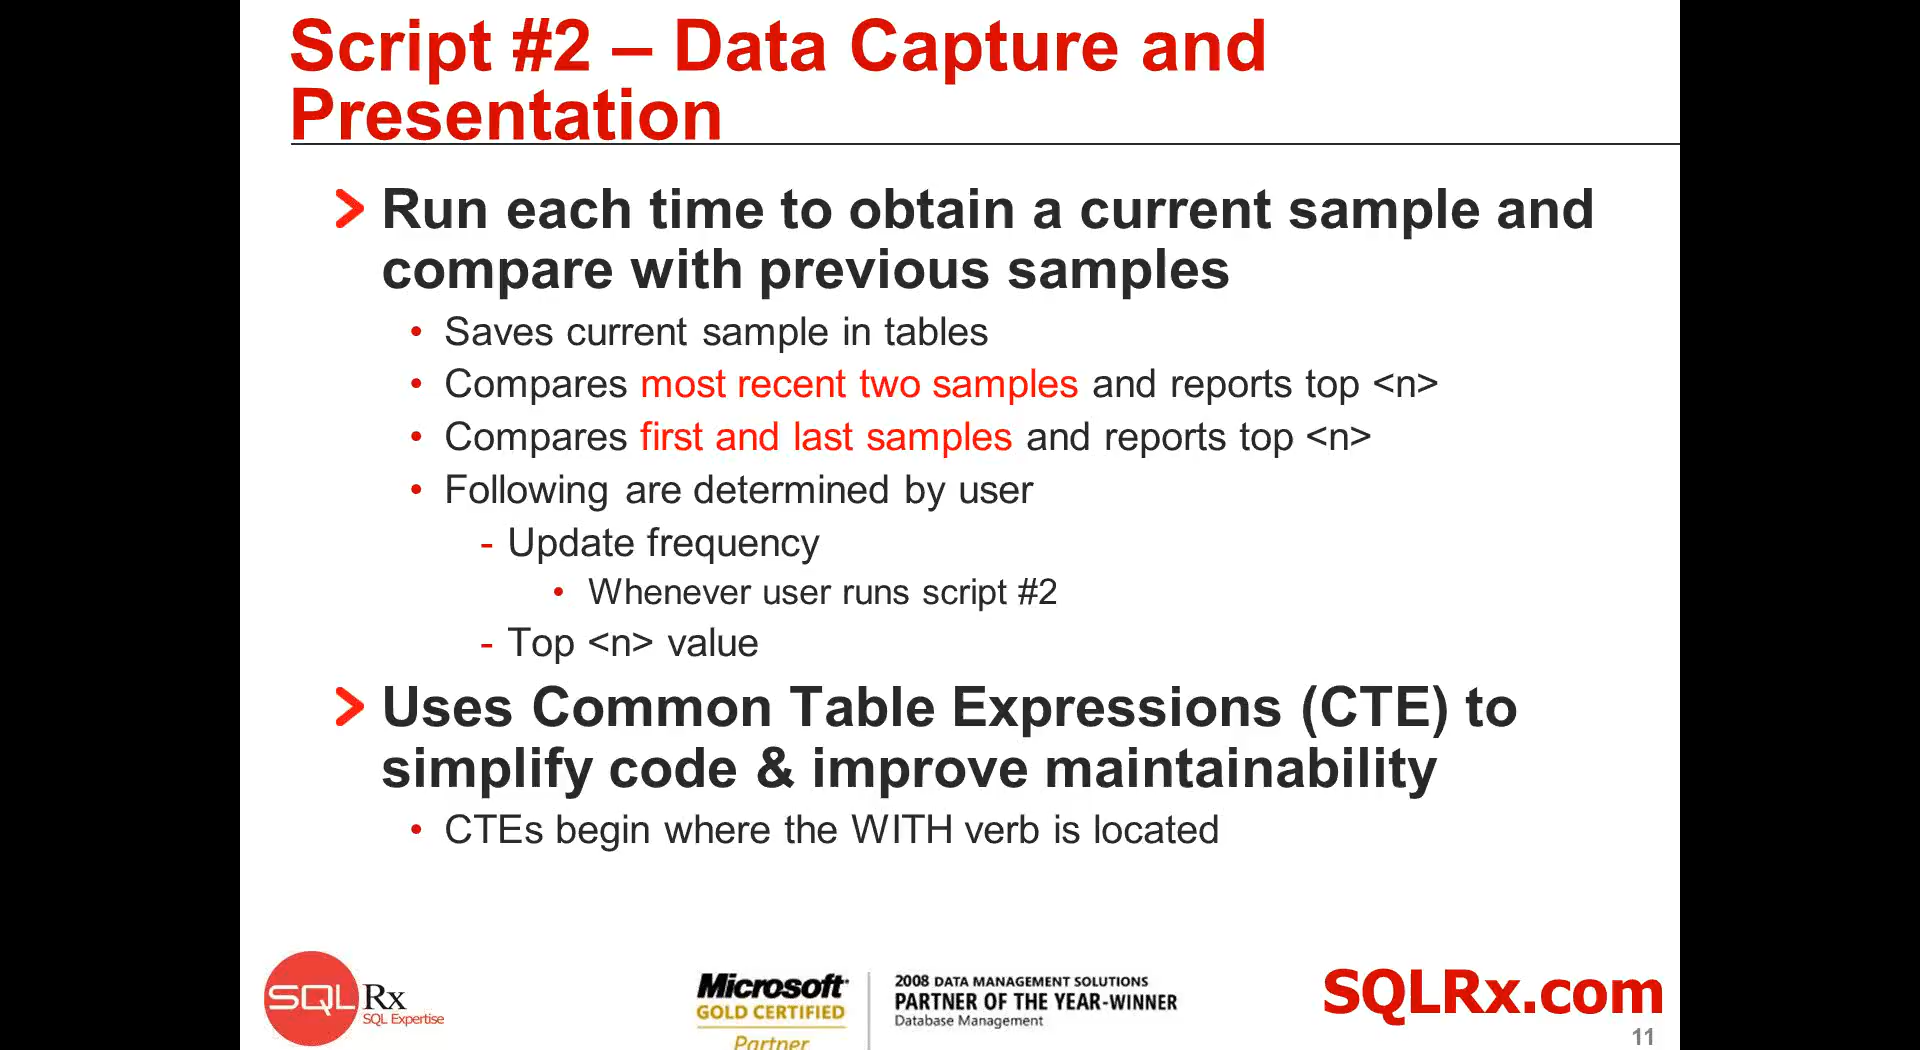 Script #2 – Data Capture and
Presentation
Run each time to obtain a current sample and
compare with previous samples
• Saves current sample in tables
• Compares most recent two samples and reports top <n>
• Compares first and last samples and reports top <n>
• Following are determined by user
- Update frequency
• Whenever user runs script #2
- Top <n> value
Uses Common Table Expressions (CTE) to
simplify code & improve maintainability
• CTEs begin where the WITH verb is located
SQL Rx
SQL Expertise
Microsoft
GOLD CERTIFIED
Partner
2008 DATA MANAGEMENT SOLUTIONS
PARTNER OF THE YEAR-WINNER
Database Management
SQLRx.com
11